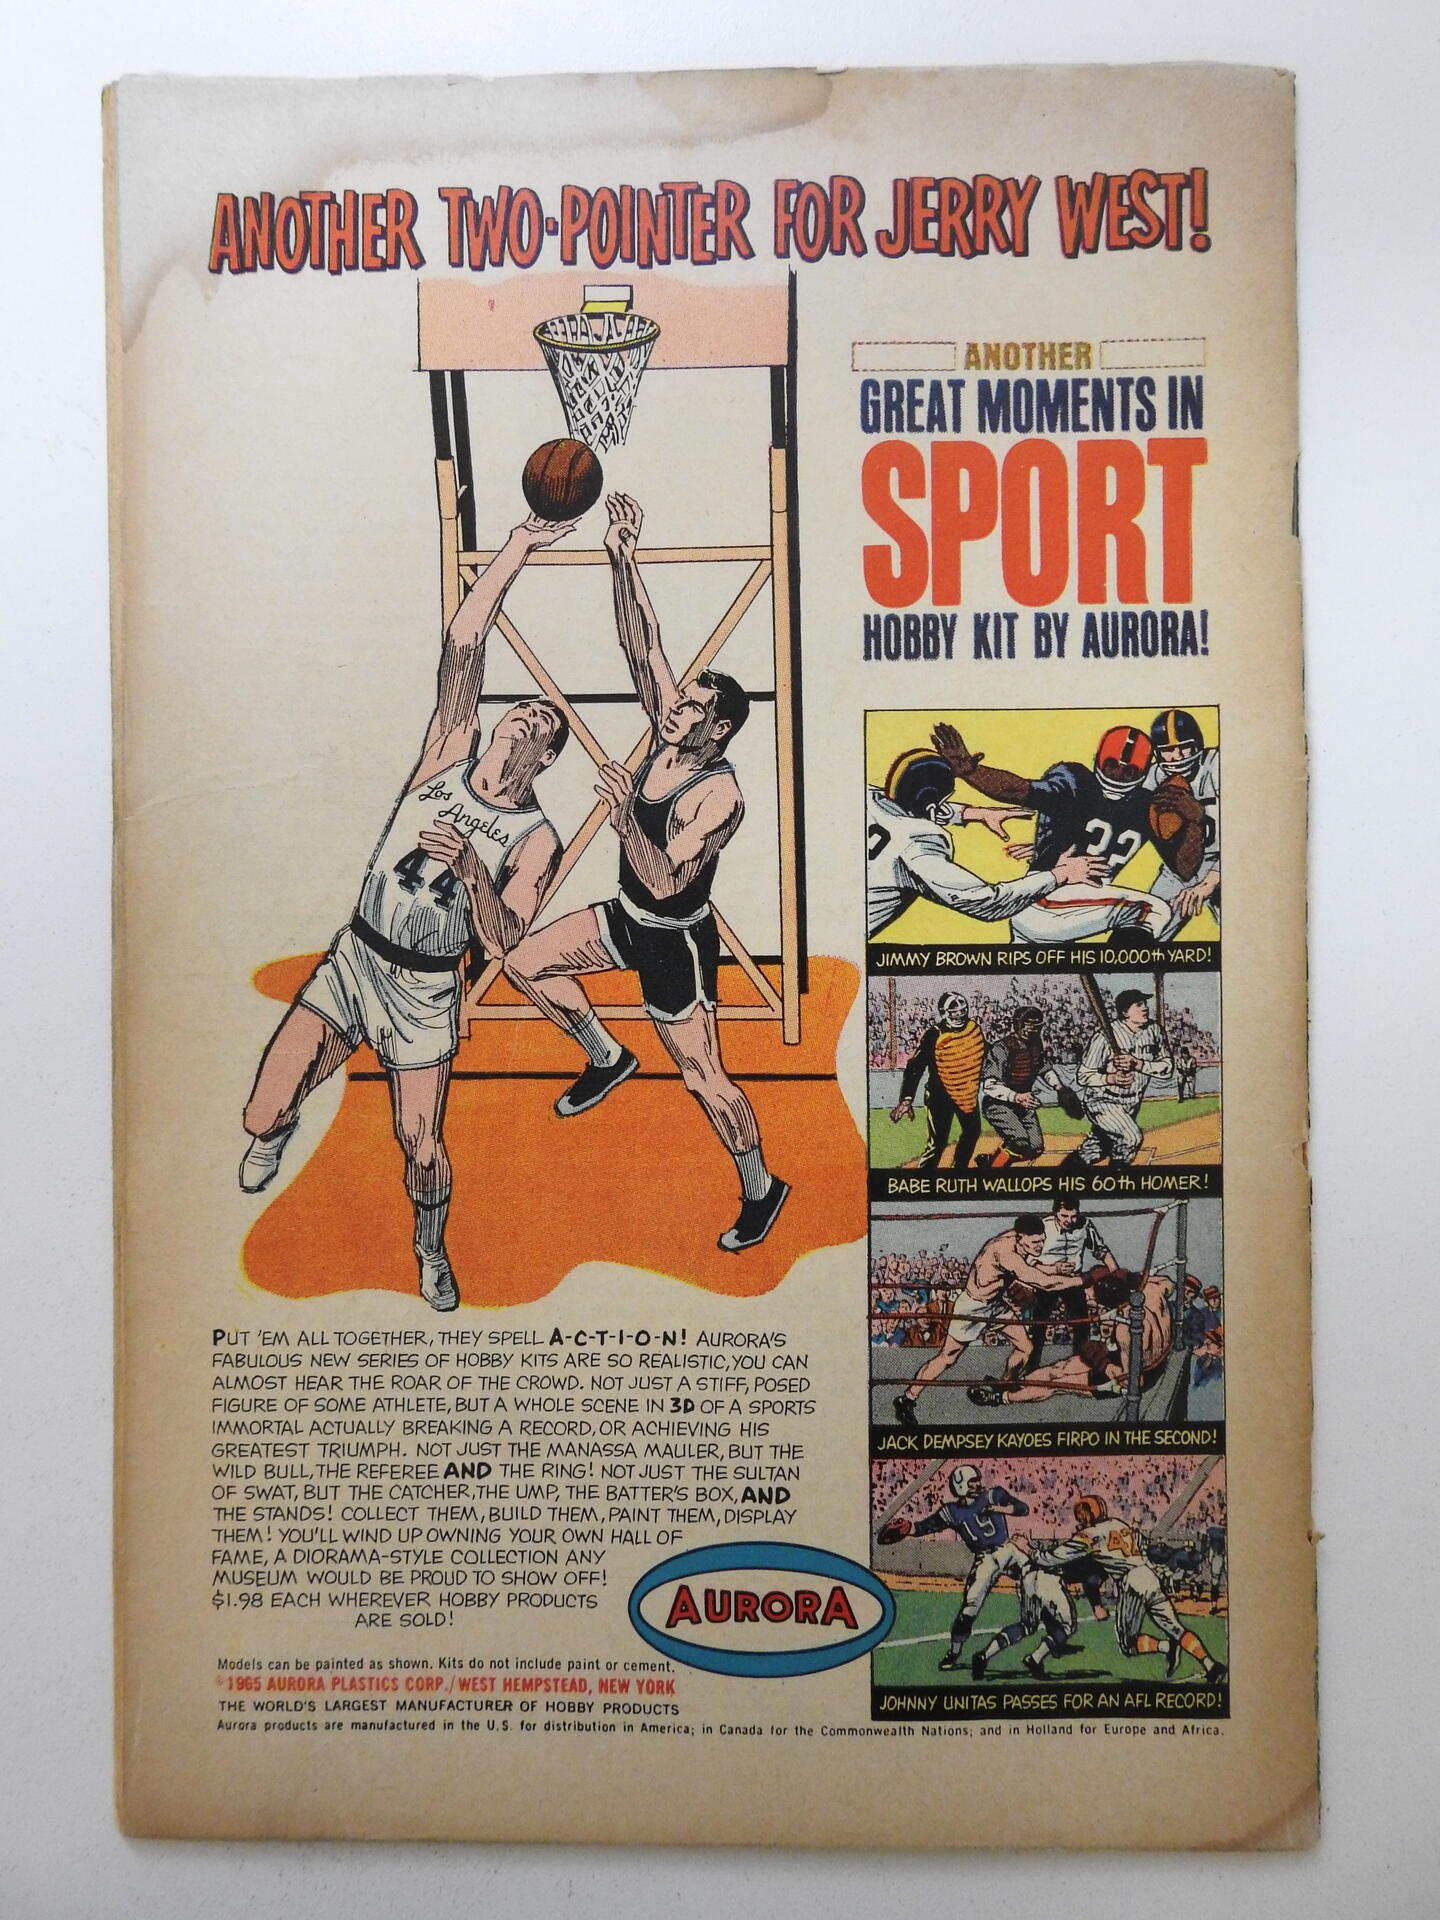 ANOTHER TWO-POINTER FOR JERRY WEST!
ANOTHER
GREAT MOMENTS IN
SPORT
HOBBY KIT BY AURORA!
Los
Angeles
44
32
JIMMY BROWN RIPS OFF HIS 10,000th YARD!
BABE RUTH WALLOPS HIS 60th HOMER!
JACK DEMPSEY KAYOES FIRPO IN THE SECOND!
19
42
JOHNNY UNITAS PASSES FOR AN AFL RECORD!
PUT 'EM ALL TOGETHER, THEY SPELL A-C-T-I-O-N! AURORA'S
FABULOUS NEW SERIES OF HOBBY KITS ARE SO REALISTIC, YOU CAN
ALMOST HEAR THE ROAR OF THE CROWD. NOT JUST A STIFF, POSED
FIGURE OF SOME ATHLETE, BUT A WHOLE SCENE IN 3D OF A SPORTS
IMMORTAL ACTUALLY BREAKING A RECORD, OR ACHIEVING HIS
GREATEST TRIUMPH. NOT JUST THE MANASSA MAULER, BUT THE
WILD BULL, THE REFEREE AND THE RING! NOT JUST THE SULTAN
OF SWAT, BUT THE CATCHER, THE UMP, THE BATTER'S BOX, AND
THE STANDS! COLLECT THEM, BUILD THEM, PAINT THEM, DISPLAY
THEM! YOU'LL WIND UP OWNING YOUR OWN HALL OF
FAME, A DIORAMA-STYLE COLLECTION ANY
MUSEUM WOULD BE PROUD TO SHOW OFF!
$1.98 EACH WHEREVER HOBBY PRODUCTS
ARE SOLD!
AURORA
Models can be painted as shown. Kits do not include paint or cement.
©1965 AURORA PLASTICS CORP./WEST HEMPSTEAD, NEW YORK
THE WORLD'S LARGEST MANUFACTURER OF HOBBY PRODUCTS
Aurora products are manufactured in the U.S. for distribution in America; in Canada for the Commonwealth Nations; and in Holland for Europe and Africa.